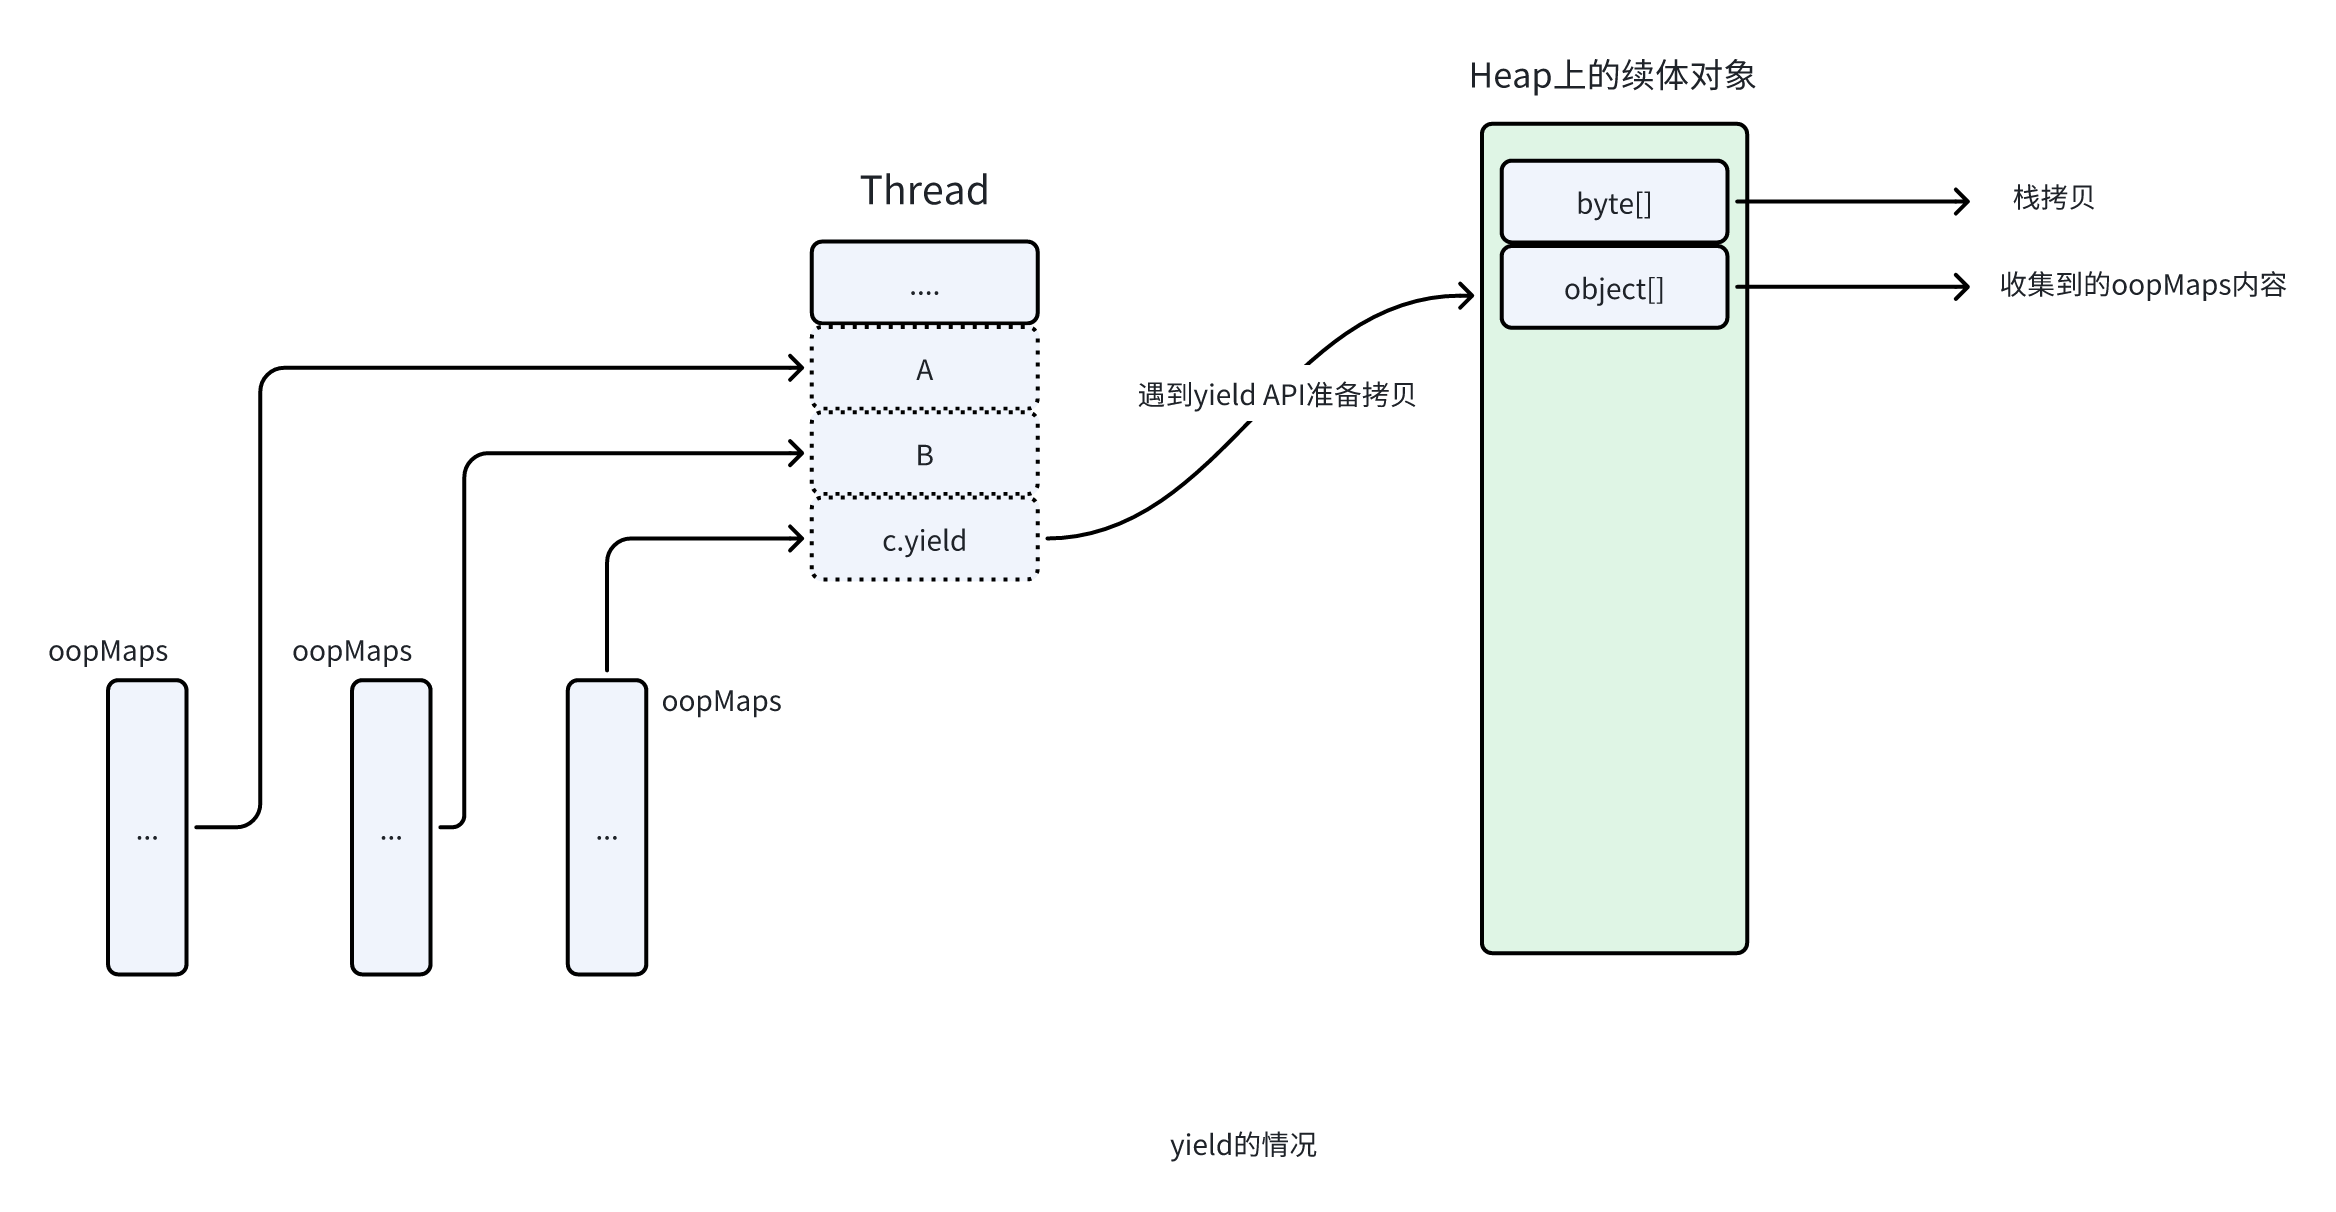 Heap上的续体对象
Thread
byte[]
栈拷贝
object[]
收集到的oopMaps内容
....
A
遇到yield API准备拷贝
B
c.yield
oopMaps
oopMaps
oopMaps
...
...
...
yield的情况